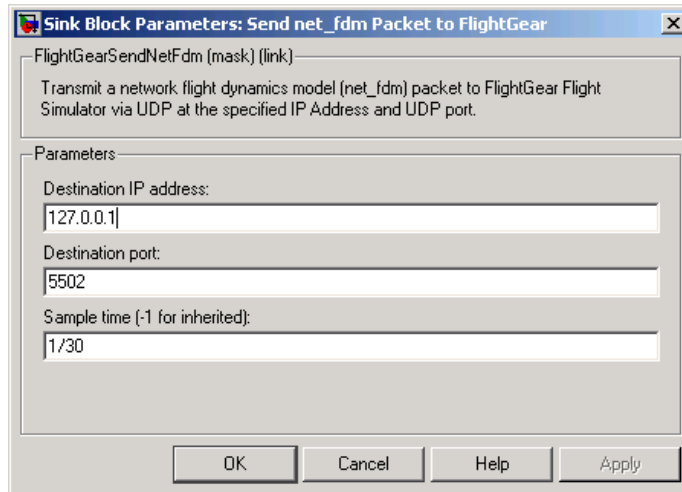 Sink Block Parameters: Send net_fdm Packet to FlightGear
FlightGearSendNetFdm (mask) (link)
Transmit a network flight dynamics model (net_fdm) packet to FlightGear Flight
Simulator via UDP at the specified IP Address and UDP port.
Parameters
Destination IP address:
127.0.0.1
Destination port:
5502
Sample time (-1 for inherited):
1/30
OK
Cancel
Help
Apply